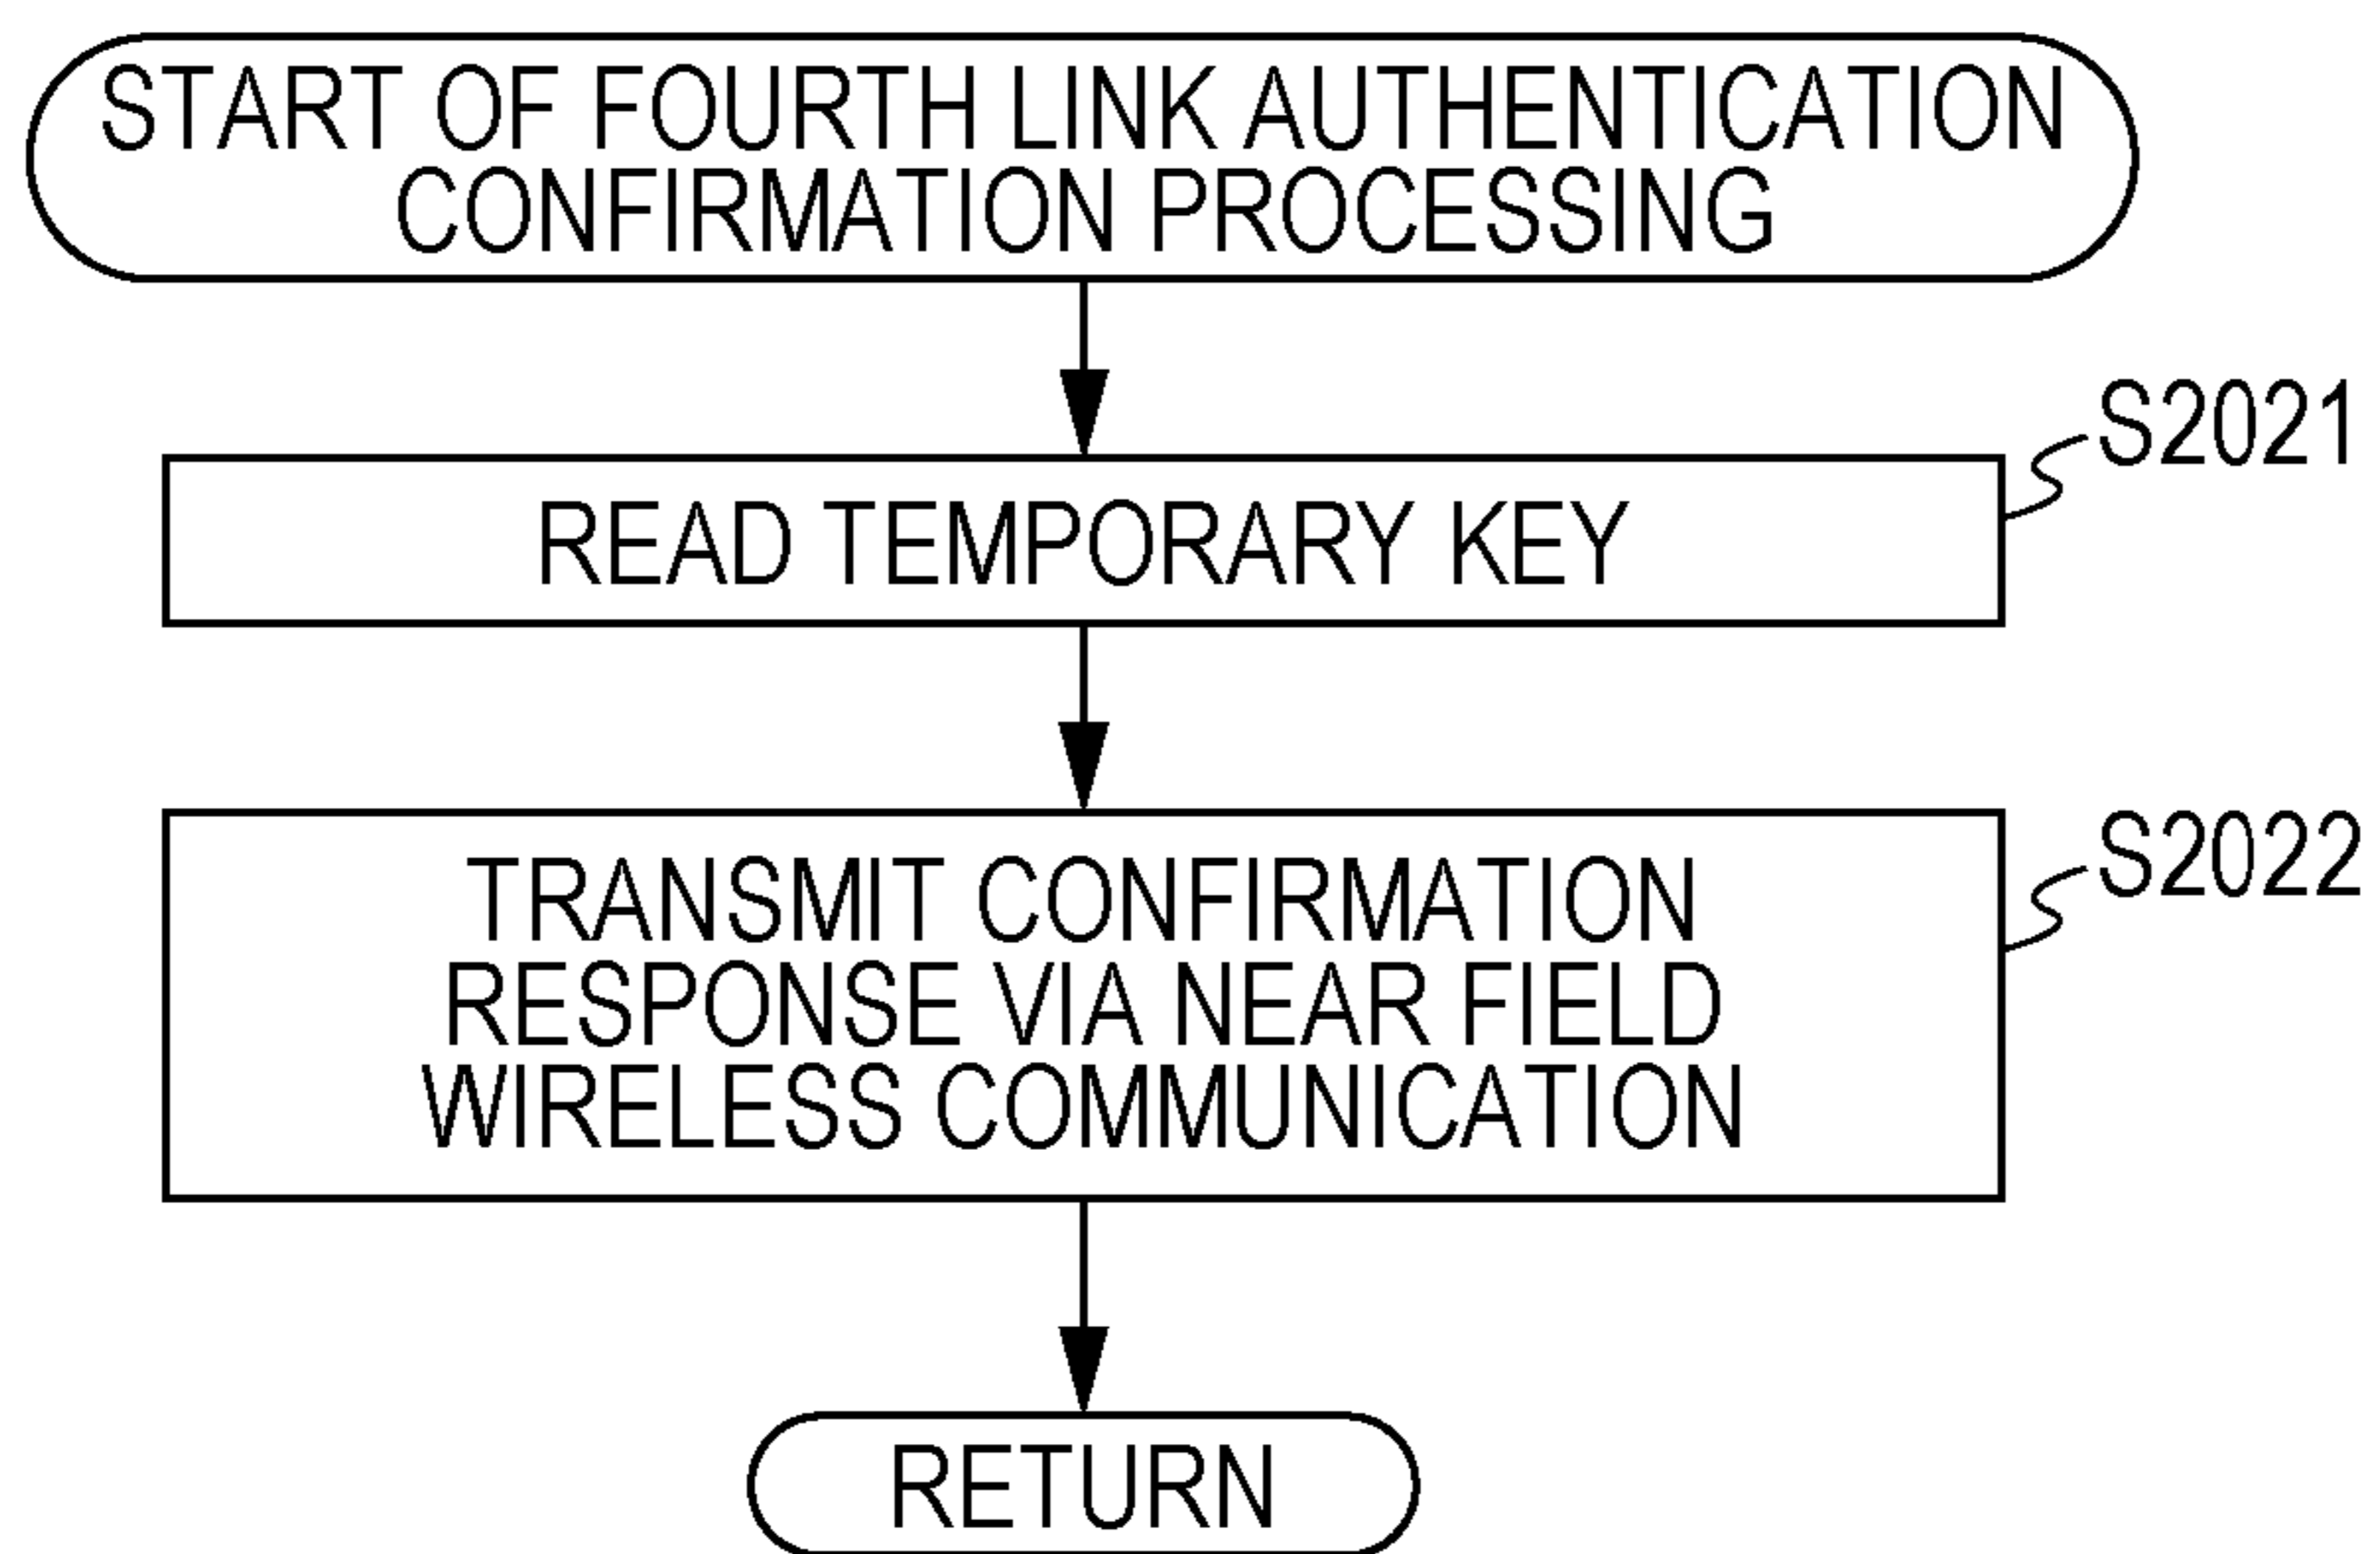 START OF FOURTH LINK AUTHENTICATION
CONFIRMATION PROCESSING
S2021
READ TEMPORARY KEY
S2022
TRANSMIT CONFIRMATION
RESPONSE VIA NEAR FIELD
WIRELESS COMMUNICATION
RETURN